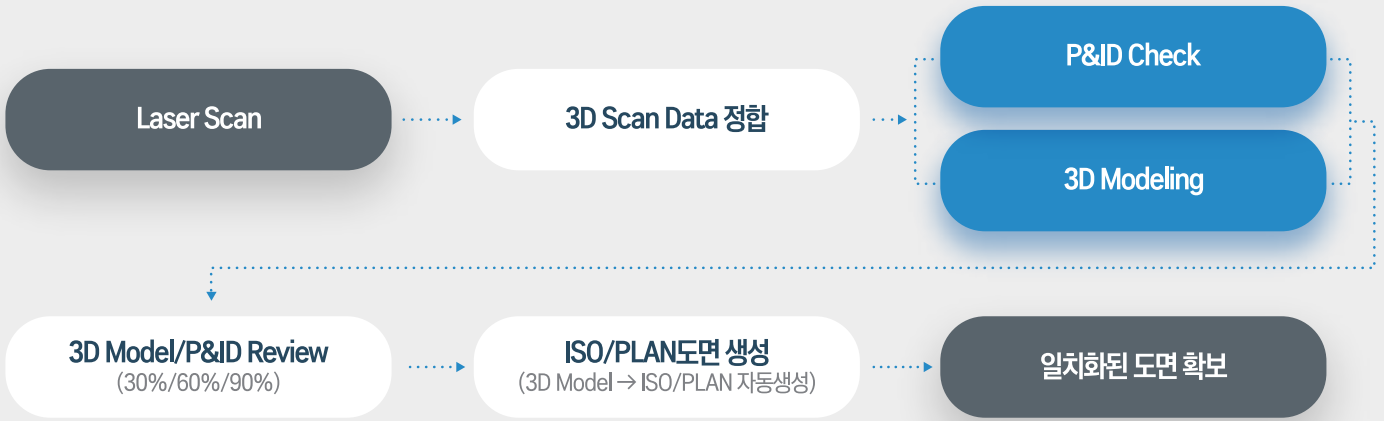 Laser Scan
3D Scan Data 정합
P&ID Check
3D Modeling
3D Model/P&ID Review
(30%/60%/90%)
ISO/PLAN도면 생성
(3D Model → ISO/PLAN 자동생성)
일치화된 도면 확보